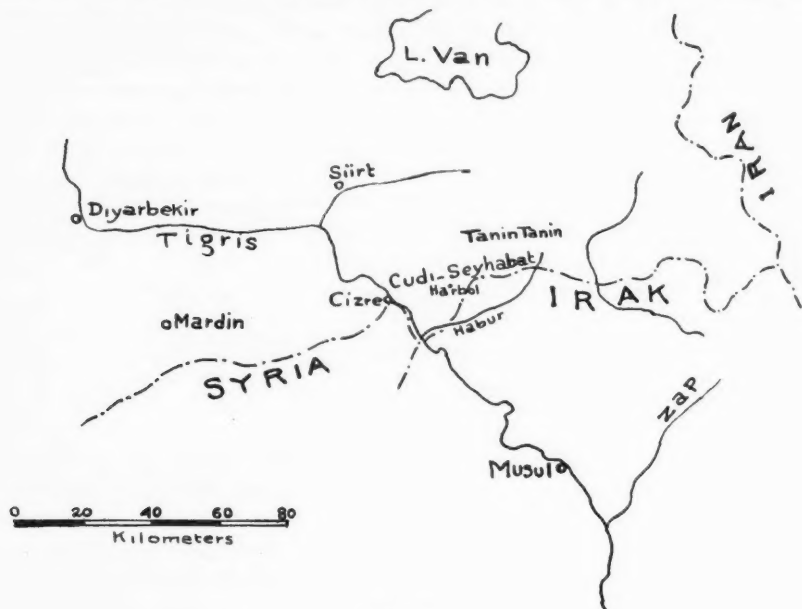 L. Van
IRAN
Siirt
Diyarbekir
Tigris
TaninTanin
Cudi-Seyhabat
Harbol
IRAK
Cizre
Mardin
Habur
SYRIA
Zap
Musul
0 20 40 60 80
Kilometers